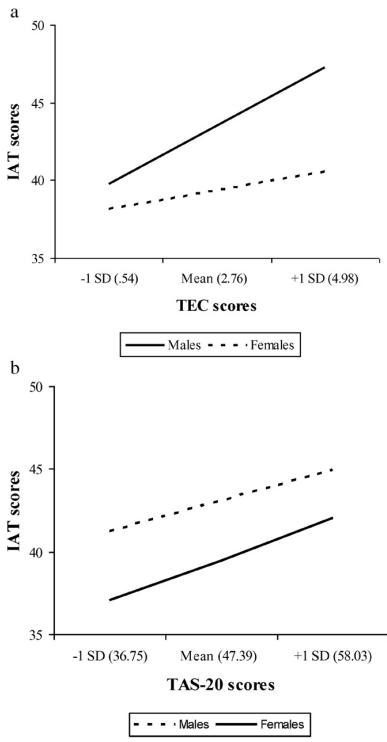 a
50
45
40
35
IAT scores
-1 SD (.54) Mean (2.76) +1 SD (4.98)
TEC scores
Males Females
b
50
45
40
35
IAT scores
-1 SD (36.75) Mean (47.39) +1 SD (58.03)
TAS-20 scores
Males Females